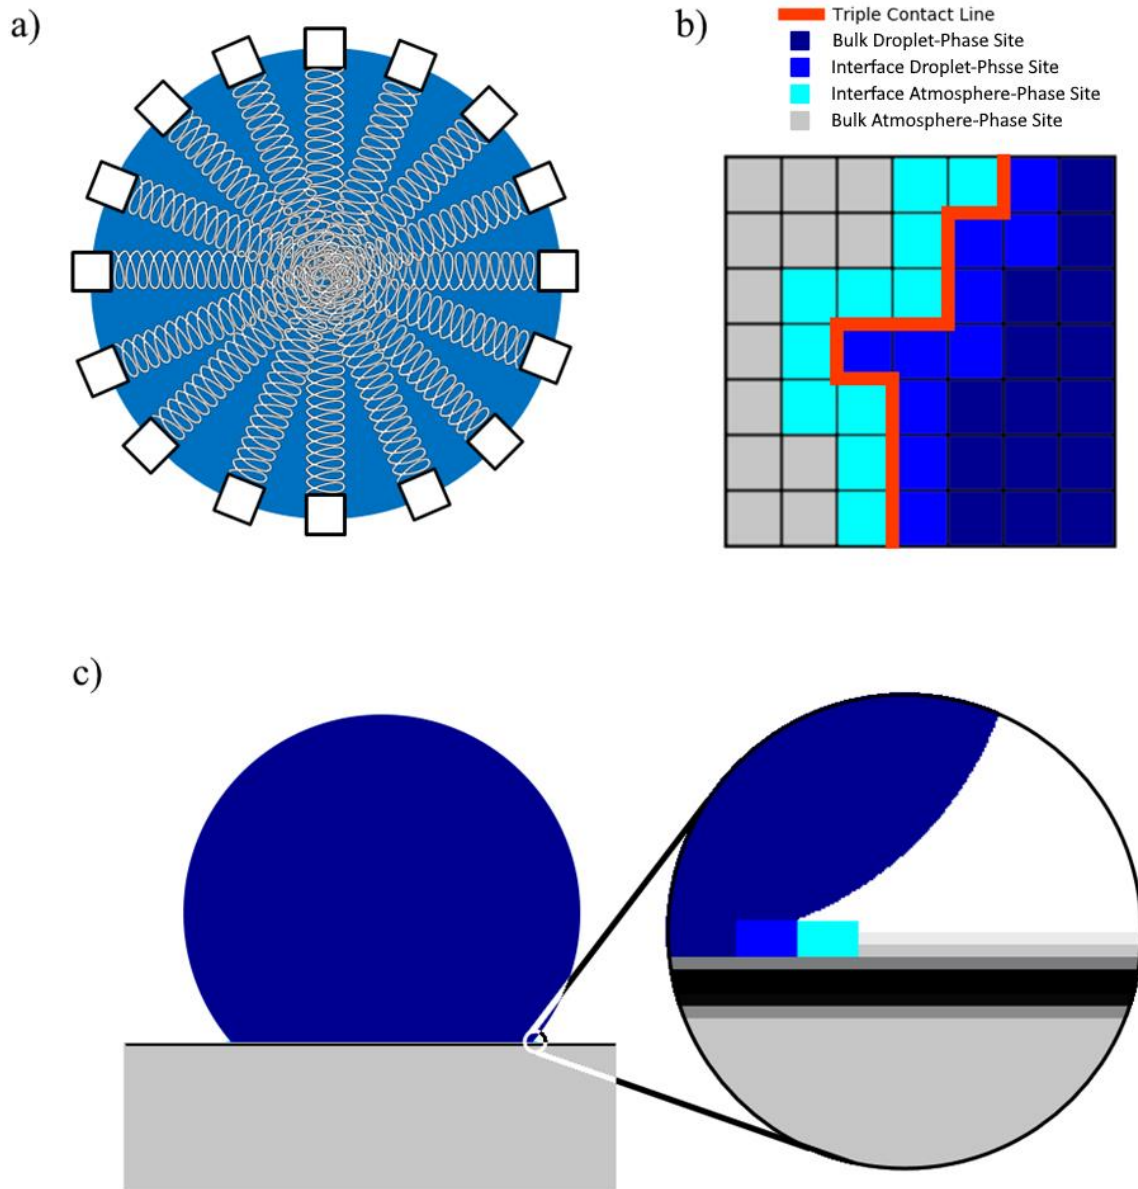 a)
b)
Triple Contact Line
Bulk Droplet-Phase Site
Interface Droplet-Phsse Site
Interface Atmosphere-Phase Site
Bulk Atmosphere-Phase Site
c)